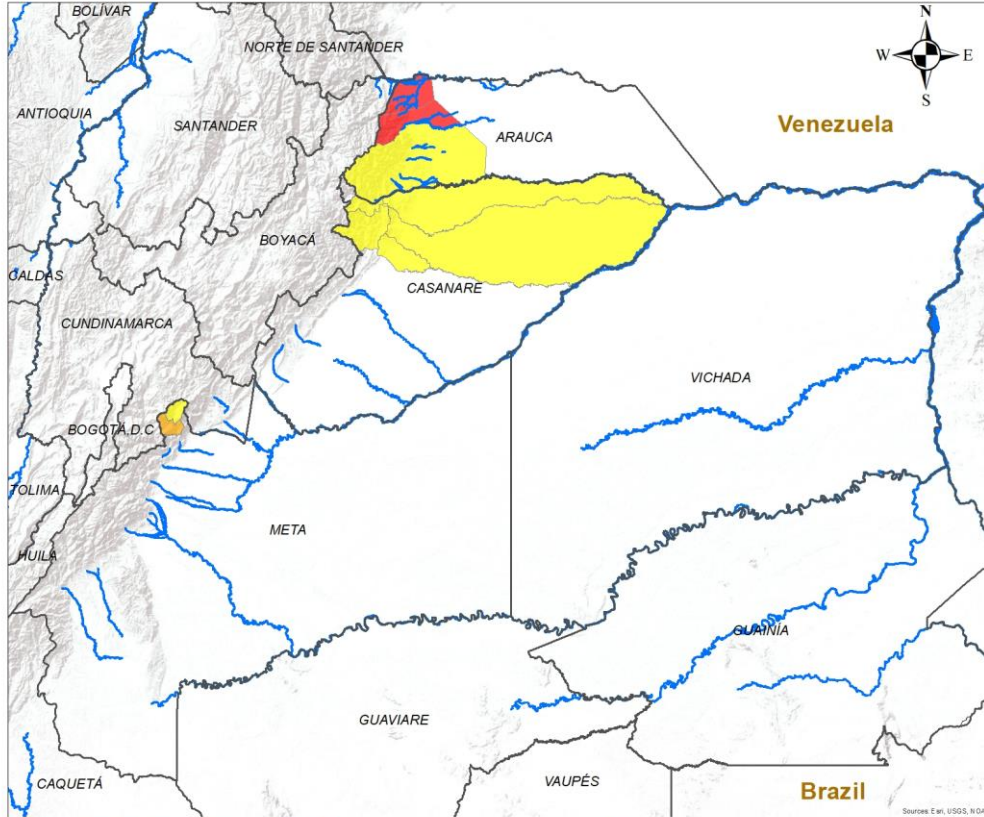 BOLÍVAR
N
NORTE DE SANTANDER
W E
S
ANTIOQUIA
SANTANDER
Venezuela
ARAUCA
BOYACÁ
CALDAS
CASANARE
CUNDINAMARCA
VICHADA
BOGOTÁ D.C
TOLIMA
META
HUILA
GUAINÍA
GUAVIARE
CAQUETÁ
VAUPÉS
Brazil
Sources: Esri, USGS, NOA